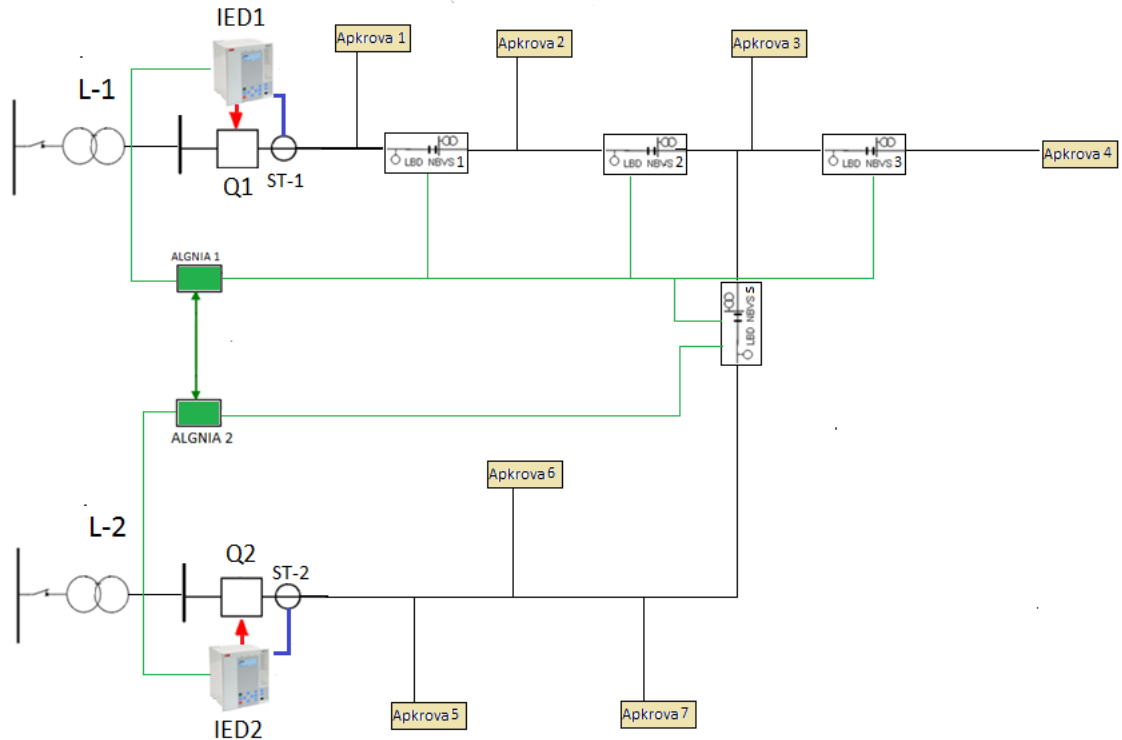 IED1
Apkrova 1
Apkrova 2
Apkrova 3
L-1
LBD NBVS 1
LBD NBVS 2
LBD NBVS 3
Apkrova 4
Q1
ST-1
ALGNIA 1
LBD NBVS 5
ALGNIA 2
Apkrova 6
L-2
Q2
ST-2
IED2
Apkrova 5
Apkrova 7